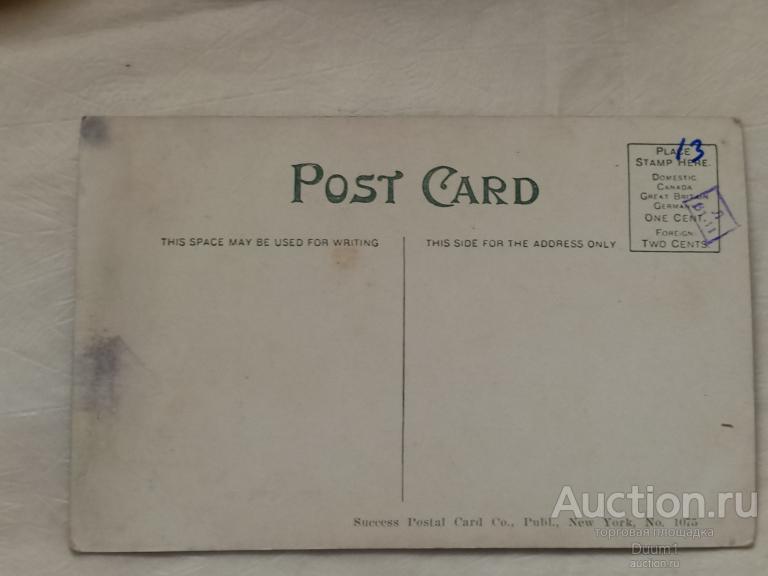 POST CARD
THIS SPACE MAY BE USED FOR WRITING
THIS SIDE FOR THE ADDRESS ONLY
13
PLACE
STAMP HERE.
DOMESTIC
CANADA
GREAT BRITAIN
GERMANY
ONE CENT.
FOREIGN
TWO CENTS.
Success Postal Card Co., Publ., New York, No. 1075
Auction.ru
торговая площадка
Duum1
auction.ru